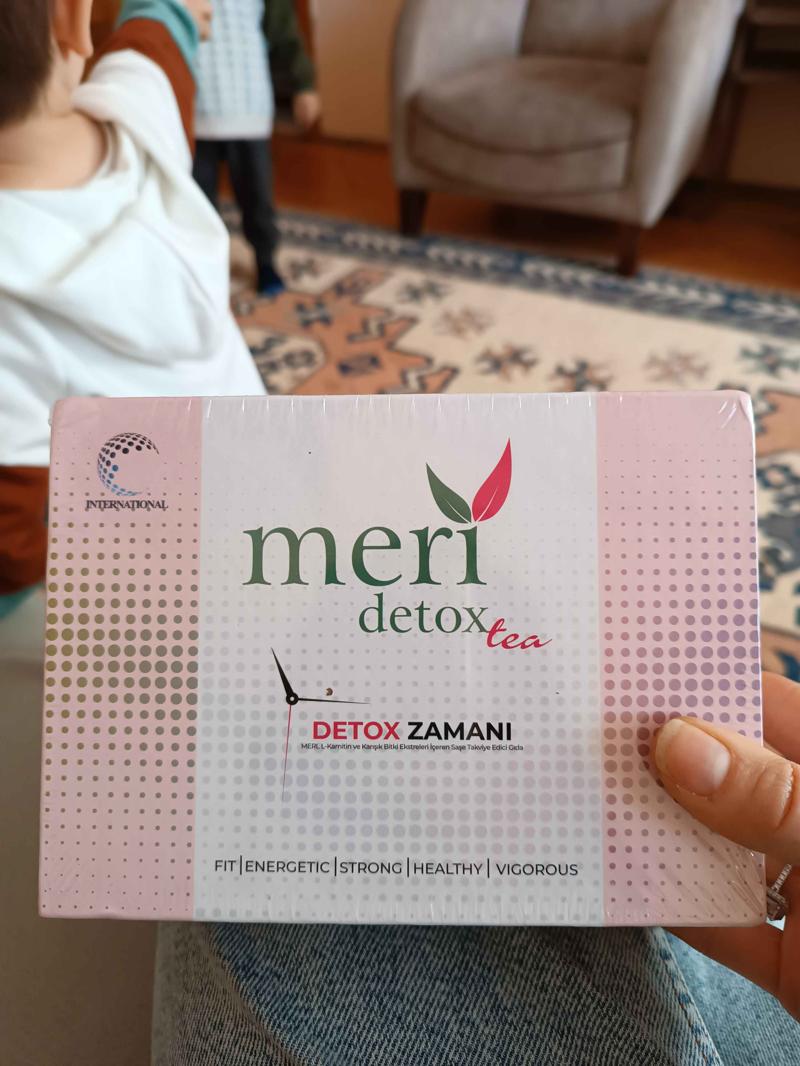 INTERNATIONAL
meri
detox tea
DETOX ZAMANI
MERI, L-Karnitin ve Karışık Bitki Ekstreleri İçeren Saşe Takviye Edici Gıda
FIT | ENERGETIC | STRONG | HEALTHY | VIGOROUS